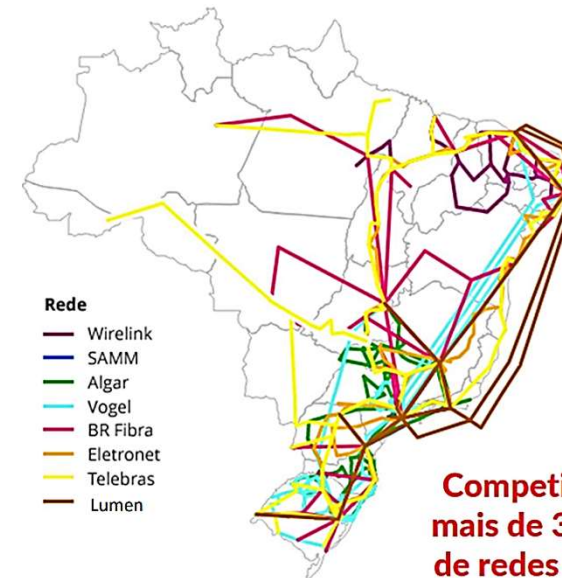 Rede
Wirelink
SAMM
Algar
Vogel
BR Fibra
Eletronet
Telebras
Lumen
Competi
mais de 3
de redes